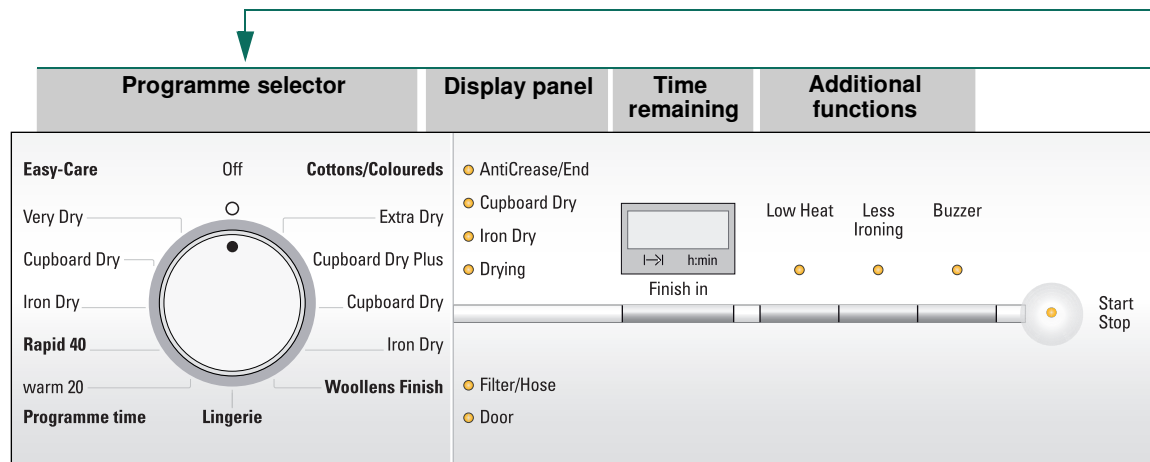 Programme selector
Display panel
Time
remaining
Additional
functions
Easy-Care
Off
Cottons/Coloureds
Very Dry
Extra Dry
Cupboard Dry
Cupboard Dry Plus
Iron Dry
Cupboard Dry
Rapid 40
Iron Dry
warm 20
Woollens Finish
Programme time
Lingerie
AntiCrease/End
Cupboard Dry
Iron Dry
Drying
Filter/Hose
Door
h:min
Finish in
Low Heat
Less
Ironing
Buzzer
Start
Stop